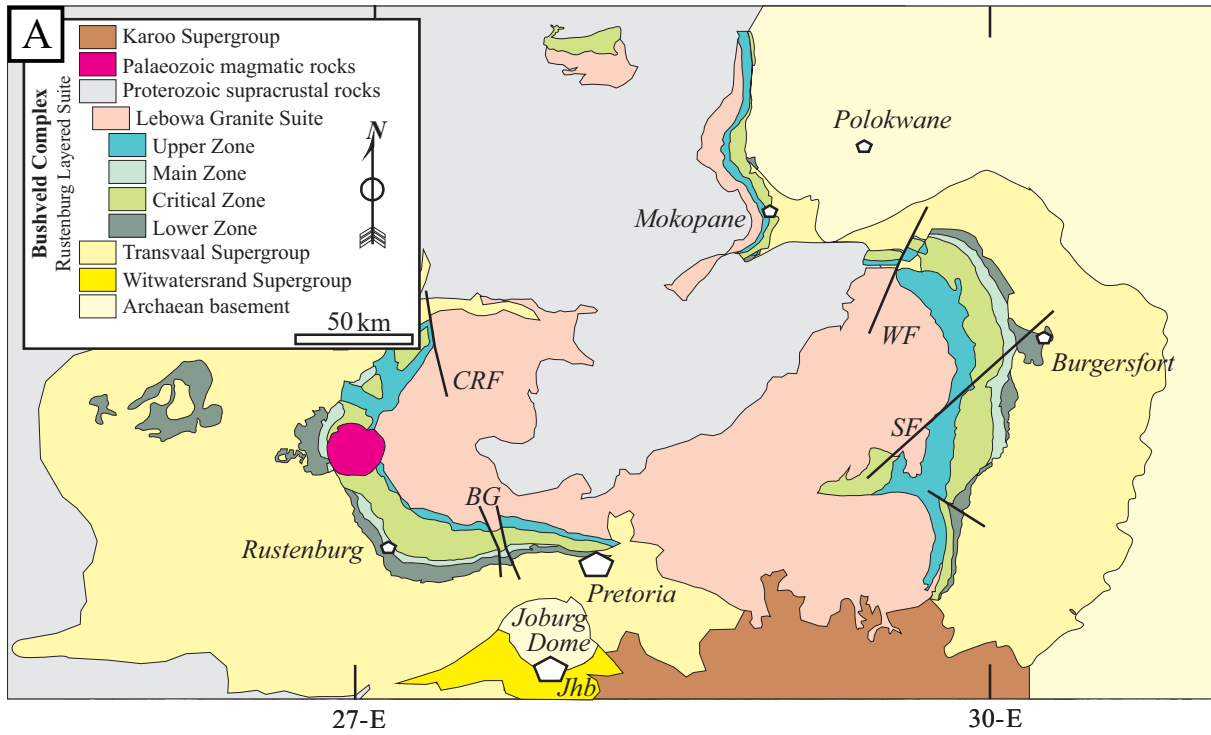 A
Karoo Supergroup
Palaeozoic magmatic rocks
Proterozoic supracrustal rocks
Lebowa Granite Suite
Upper Zone
Main Zone
Critical Zone
Lower Zone
Transvaal Supergroup
Witwatersrand Supergroup
Archaean basement
Bushveld Complex
Rustenburg Layered Suite
N
50 km
Polokwane
Mokopane
WF
Burgersfort
CRF
SF
BG
Rustenburg
Pretoria
Joburg
Dome
Jhb
27-E
30-E